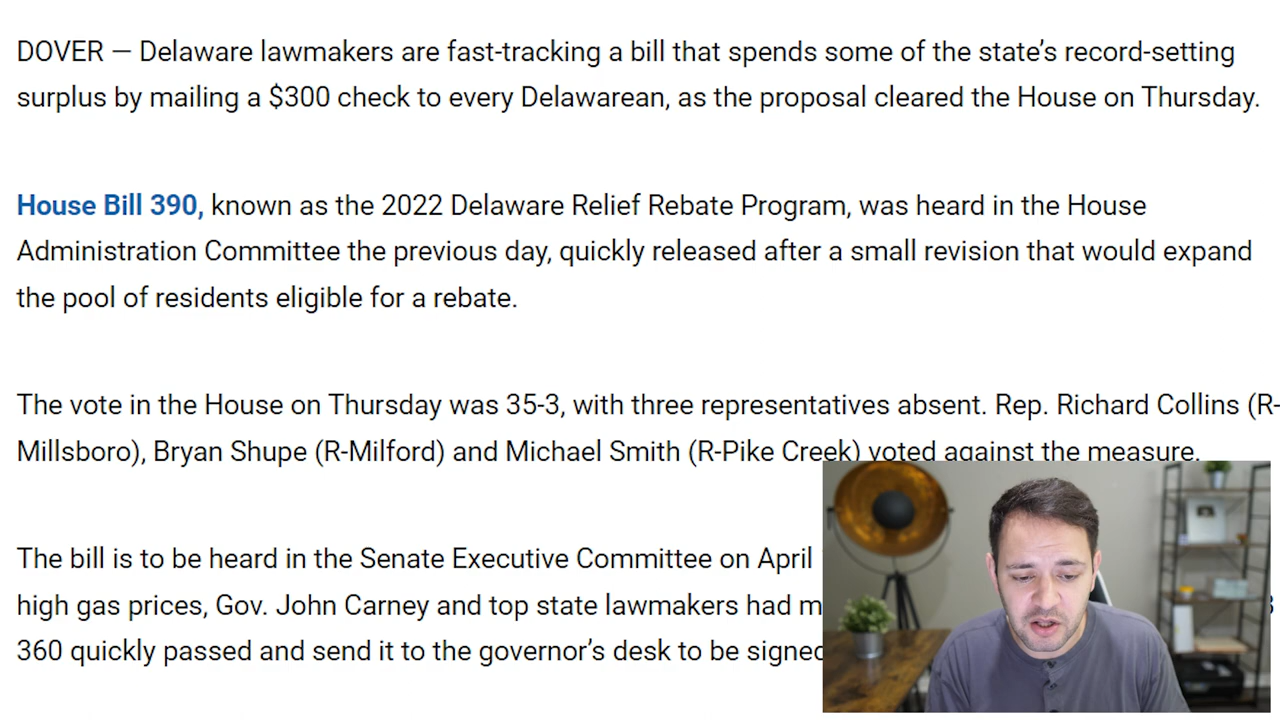 DOVER — Delaware lawmakers are fast-tracking a bill that spends some of the state’s record-setting
surplus by mailing a $300 check to every Delawarean, as the proposal cleared the House on Thursday.
House Bill 390, known as the 2022 Delaware Relief Rebate Program, was heard in the House
Administration Committee the previous day, quickly released after a small revision that would expand
the pool of residents eligible for a rebate.
The vote in the House on Thursday was 35-3, with three representatives absent. Rep. Richard Collins (R-
Millsboro), Bryan Shupe (R-Milford) and Michael Smith (R-Pike Creek) voted against the measure.
The bill is to be heard in the Senate Executive Committee on April
high gas prices, Gov. John Carney and top state lawmakers had
360 quickly passed and send it to the governor’s desk to be signed